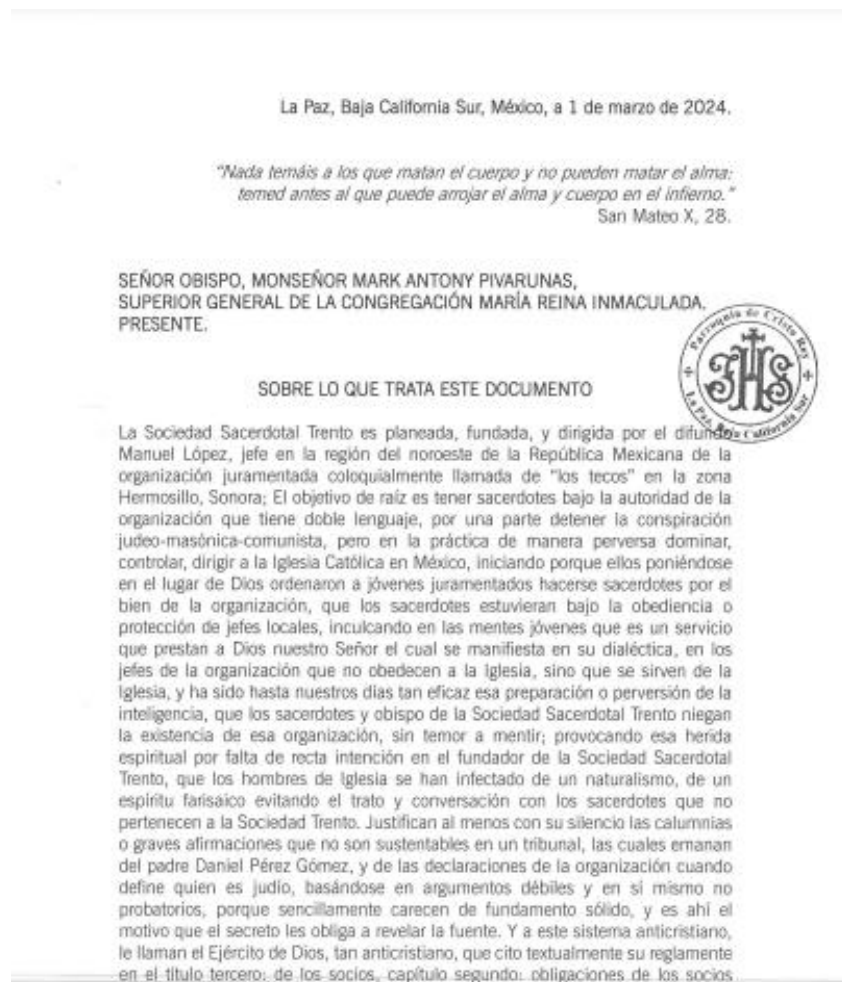 La Paz, Baja California Sur, México, a 1 de marzo de 2024.
"Nada temáis a los que matan el cuerpo y no pueden matar el alma:
temed antes al que puede arrojar el alma y cuerpo en el infierno."
San Mateo X, 28.
SEÑOR OBISPO, MONSEÑOR MARK ANTONY PIVARUNAS,
SUPERIOR GENERAL DE LA CONGREGACIÓN MARÍA REINA INMACULADA.
PRESENTE.
Parroquia de Cristo Rey
JHS
La Paz, Baja California Sur
SOBRE LO QUE TRATA ESTE DOCUMENTO
La Sociedad Sacerdotal Trento es planeada, fundada, y dirigida por el difunto
Manuel López, jefe en la región del noroeste de la República Mexicana de la
organización juramentada coloquialmente llamada de "los tecos" en la zona
Hermosillo, Sonora; El objetivo de raíz es tener sacerdotes bajo la autoridad de la
organización que tiene doble lenguaje, por una parte detener la conspiración
judeo-masónica-comunista, pero en la práctica de manera perversa dominar,
controlar, dirigir a la Iglesia Católica en México, iniciando porque ellos poniéndose
en el lugar de Dios ordenaron a jóvenes juramentados hacerse sacerdotes por el
bien de la organización, que los sacerdotes estuvieran bajo la obediencia o
protección de jefes locales, inculcando en las mentes jóvenes que es un servicio
que prestan a Dios nuestro Señor el cual se manifiesta en su dialéctica, en los
jefes de la organización que no obedecen a la Iglesia, sino que se sirven de la
Iglesia, y ha sido hasta nuestros días tan eficaz esa preparación o perversión de la
inteligencia, que los sacerdotes y obispo de la Sociedad Sacerdotal Trento niegan
la existencia de esa organización, sin temor a mentir; provocando esa herida
espiritual por falta de recta intención en el fundador de la Sociedad Sacerdotal
Trento, que los hombres de Iglesia se han infectado de un naturalismo, de un
espíritu farisaico evitando el trato y conversación con los sacerdotes que no
pertenecen a la Sociedad Trento. Justifican al menos con su silencio las calumnias
o graves afirmaciones que no son sustentables en un tribunal, las cuales emanan
del padre Daniel Pérez Gómez, y de las declaraciones de la organización cuando
define quien es judío, basándose en argumentos débiles y en si mismo no
probatorios, porque sencillamente carecen de fundamento sólido, y es ahí el
motivo que el secreto les obliga a revelar la fuente. Y a este sistema anticristiano,
le llaman el Ejército de Dios, tan anticristiano, que cito textualmente su reglamente
en el título tercero: de los socios, capítulo segundo: obligaciones de los socios